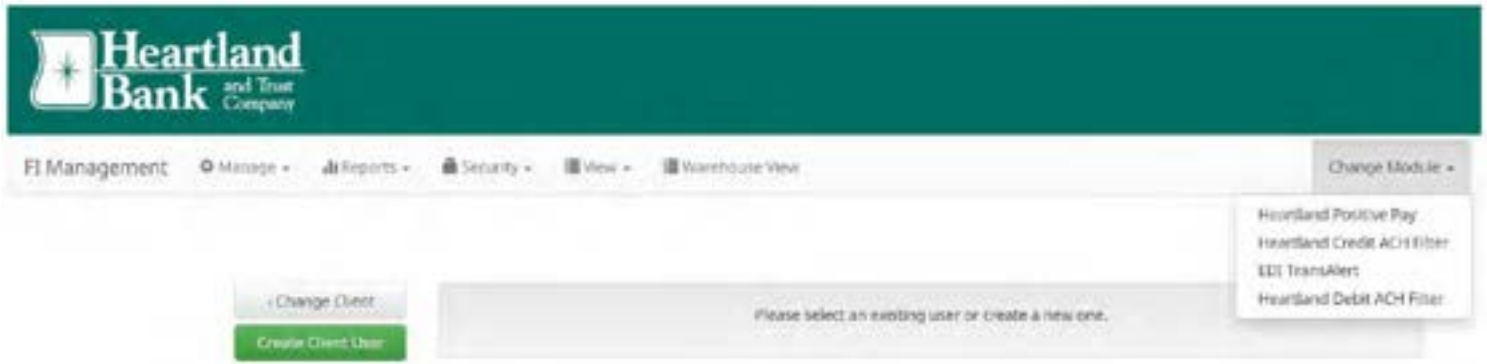 Heartland
Bank and Trust
Company
FI Management Manage Reports Security View Warehouse View Change Module
Heartland Positive Pay
Heartland Credit ACH Filter
EDI TransAlert
Heartland Debit ACH Filter
‹ Change Client
Please select an existing user or create a new one.
Create Client User